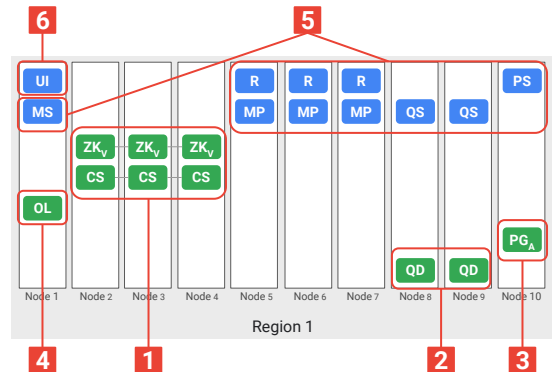 6 5
UI R R R PS
MS MP MP MP QS QS
ZKV ZKV ZKV
CS CS CS
OL
PGA
QD QD
Node 1 Node 2 Node 3 Node 4 Node 5 Node 6 Node 7 Node 8 Node 9 Node 10
Region 1
4 1 2 3